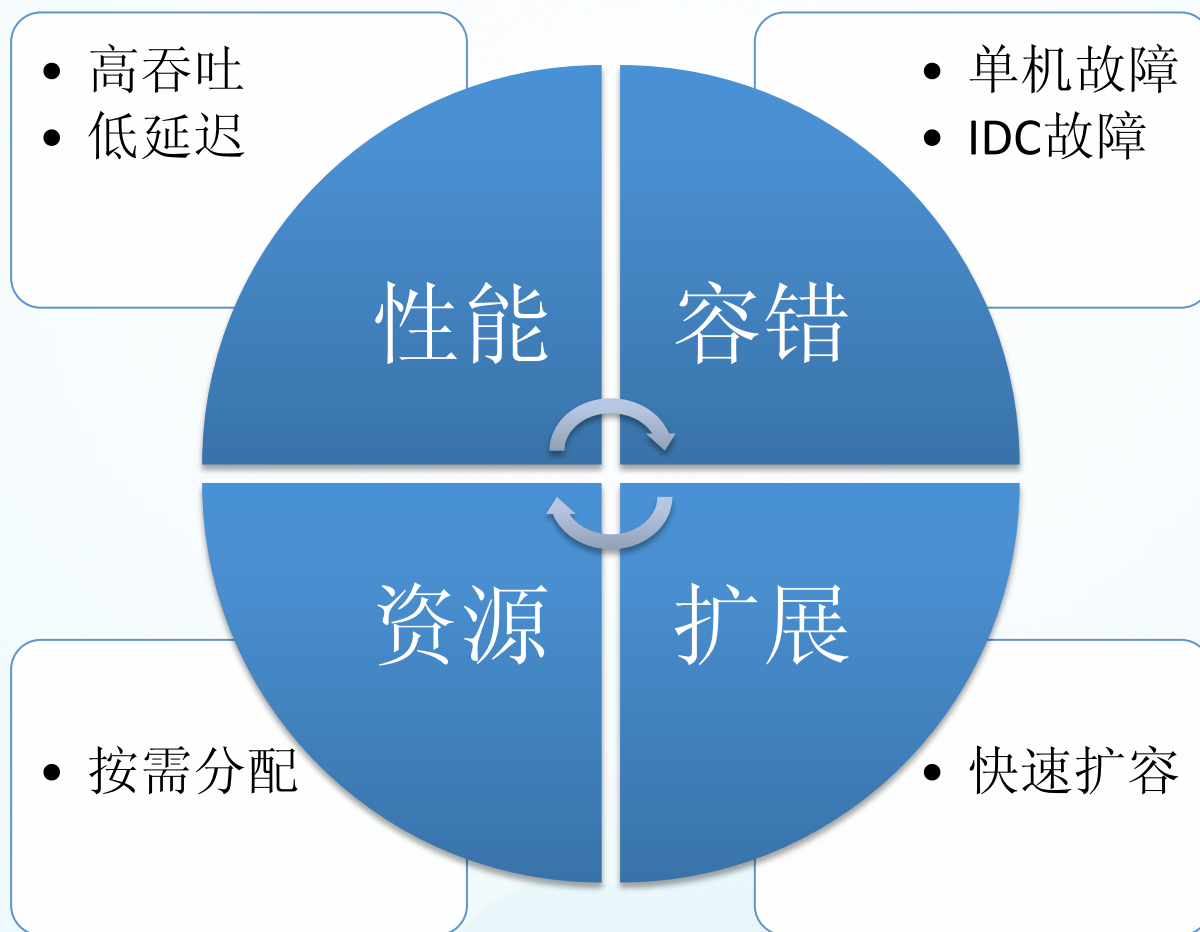 • 高吞吐
• 低延迟
• 单机故障
• IDC故障
性能
容错
资源
扩展
• 按需分配
• 快速扩容